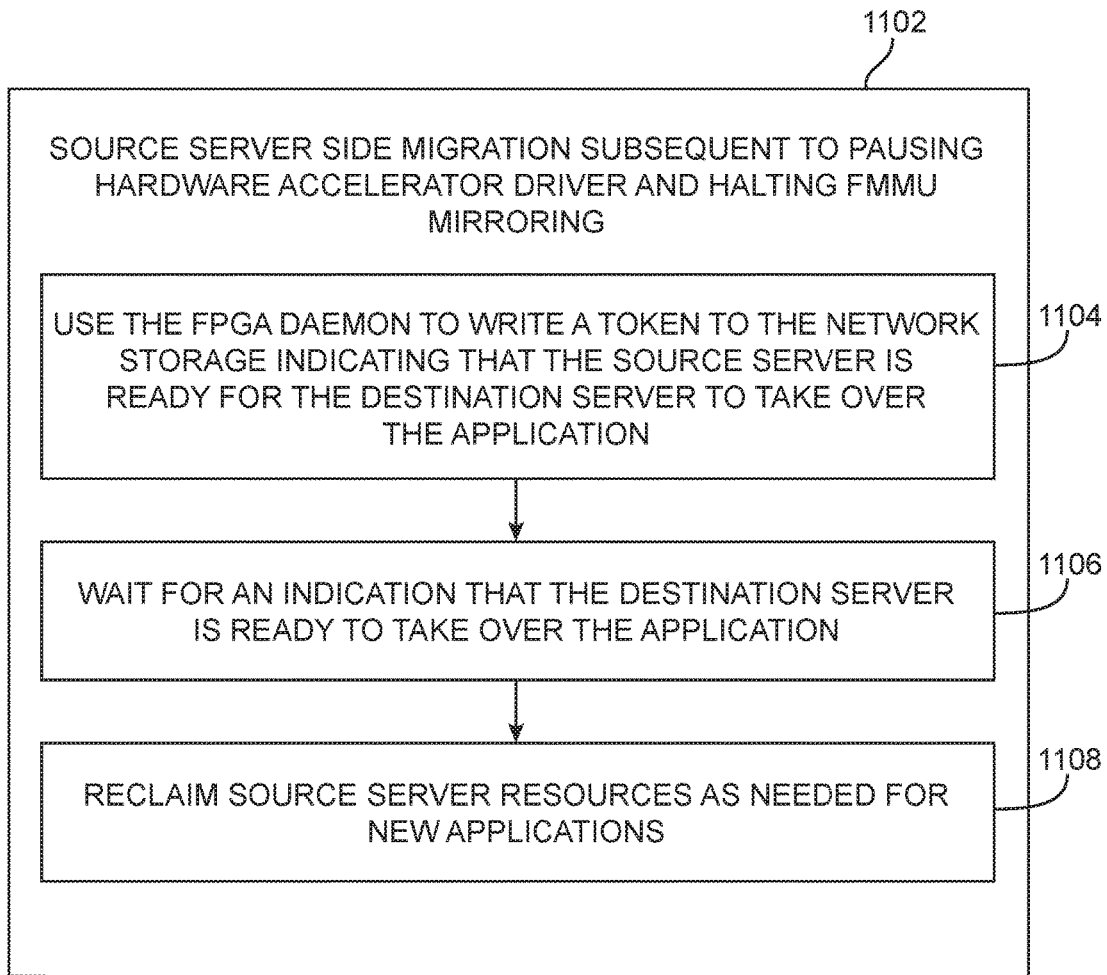 1102
SOURCE SERVER SIDE MIGRATION SUBSEQUENT TO PAUSING
HARDWARE ACCELERATOR DRIVER AND HALTING FMMU
MIRRORING
USE THE FPGA DAEMON TO WRITE A TOKEN TO THE NETWORK
STORAGE INDICATING THAT THE SOURCE SERVER IS
READY FOR THE DESTINATION SERVER TO TAKE OVER
THE APPLICATION
1104
WAIT FOR AN INDICATION THAT THE DESTINATION SERVER
IS READY TO TAKE OVER THE APPLICATION
1106
RECLAIM SOURCE SERVER RESOURCES AS NEEDED FOR
NEW APPLICATIONS
1108